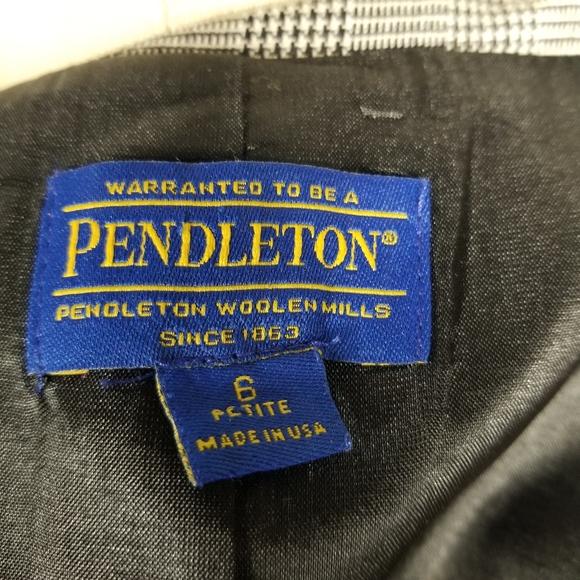 WARRANTED TO BE A
PENDLETON®
PENDLETON WOOLEN MILLS
SINCE 1863
6
PETITE
MADE IN USA